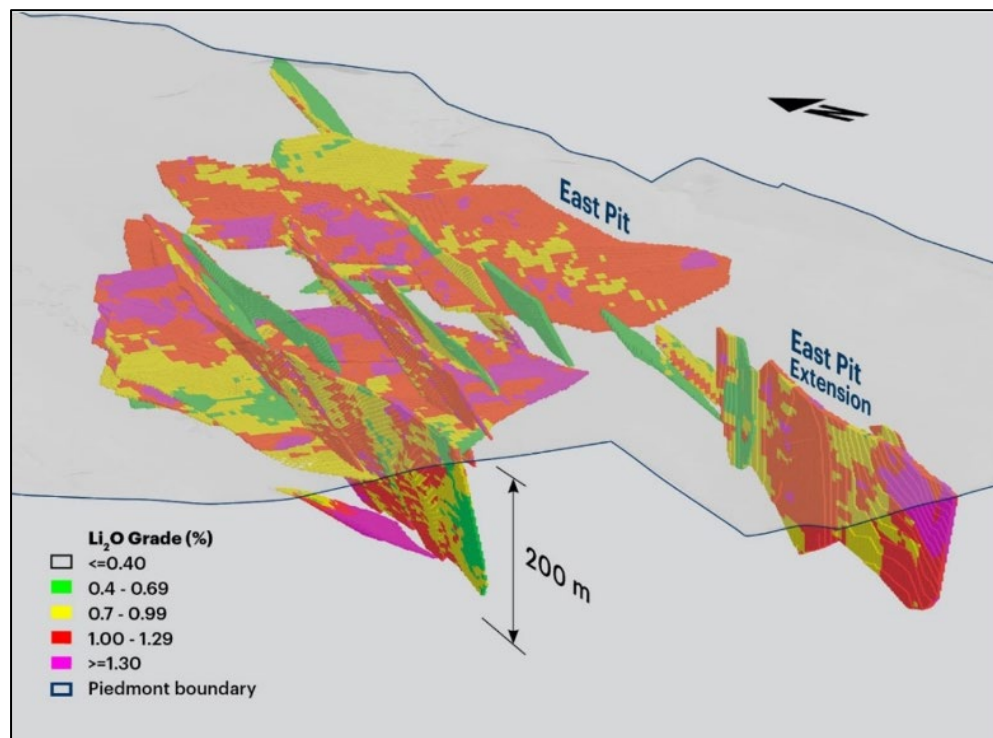 N
East Pit
East Pit
Extension
200 m
Li₂O Grade (%)
<=0.40
0.4 - 0.69
0.7 - 0.99
1.00 - 1.29
>=1.30
Piedmont boundary